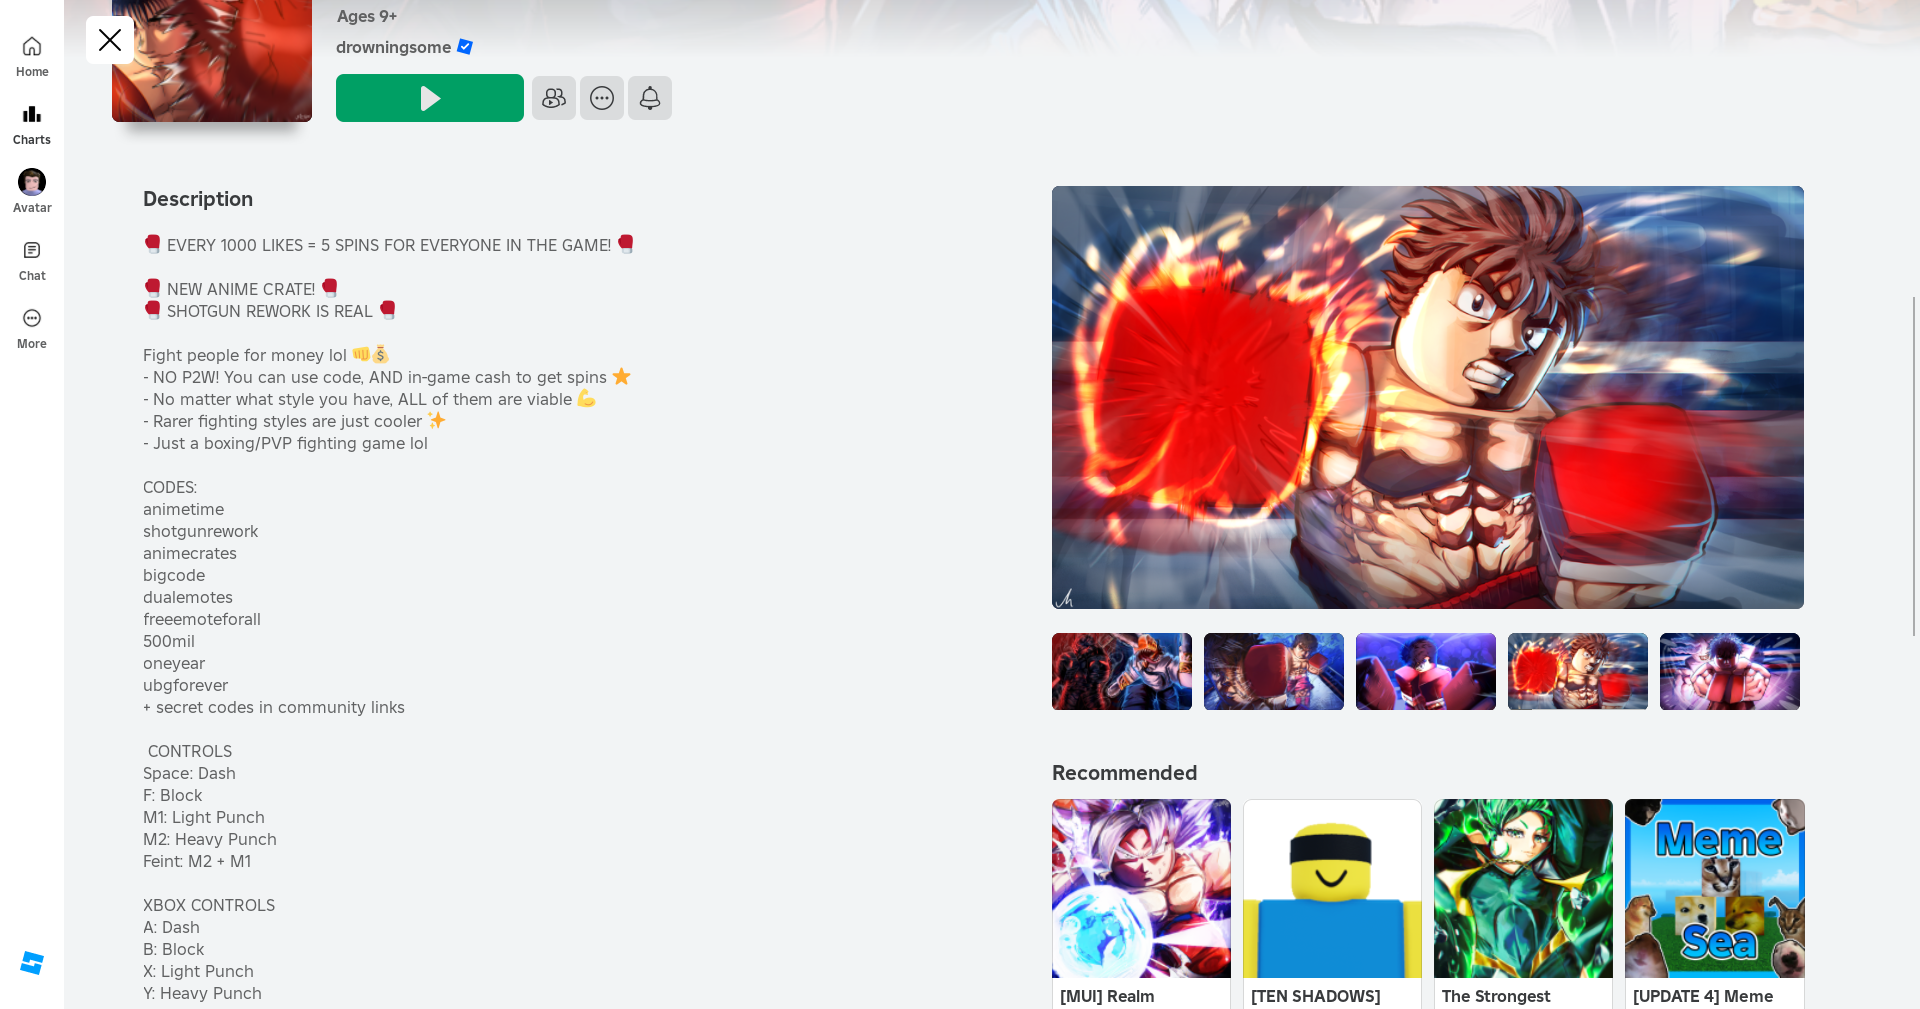 Home
Charts
Avatar
Chat
More
Ages 9+
drowningsome
Description
EVERY 1000 LIKES = 5 SPINS FOR EVERYONE IN THE GAME!
NEW ANIME CRATE!
SHOTGUN REWORK IS REAL
Fight people for money lol
- NO P2W! You can use code, AND in-game cash to get spins
- No matter what style you have, ALL of them are viable
- Rarer fighting styles are just cooler
- Just a boxing/PVP fighting game lol
CODES:
animetime
shotgunrework
animecrates
bigcode
dualemotes
freeemoteforall
500mil
oneyear
ubgforever
+ secret codes in community links
CONTROLS
Space: Dash
F: Block
M1: Light Punch
M2: Heavy Punch
Feint: M2 + M1
XBOX CONTROLS
A: Dash
B: Block
X: Light Punch
Y: Heavy Punch
Recommended
Meme
Sea
[MUI] Realm
[TEN SHADOWS]
The Strongest
[UPDATE 4] Meme